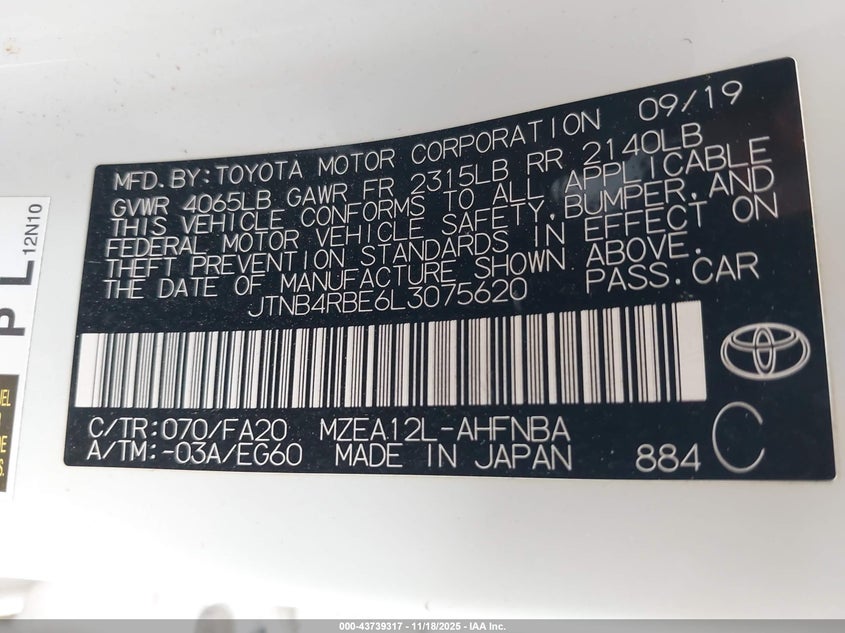 MFD. BY: TOYOTA MOTOR CORPORATION 09/19
GVWR 4065LB GAWR FR 2315LB RR 2140LB
THIS VEHICLE CONFORMS TO ALL APPLICABLE
FEDERAL MOTOR VEHICLE SAFETY, BUMPER, AND
THEFT PREVENTION STANDARDS IN EFFECT ON
THE DATE OF MANUFACTURE SHOWN ABOVE.
JTNB4RBE6L3075620 PASS. CAR
C/TR: 070/FA20 MZEA12L-AHFNBA
A/TM: -03A/EG60 MADE IN JAPAN 884 C
P L
12N10
000-43739317 - 11/18/2025 - IAA Inc.